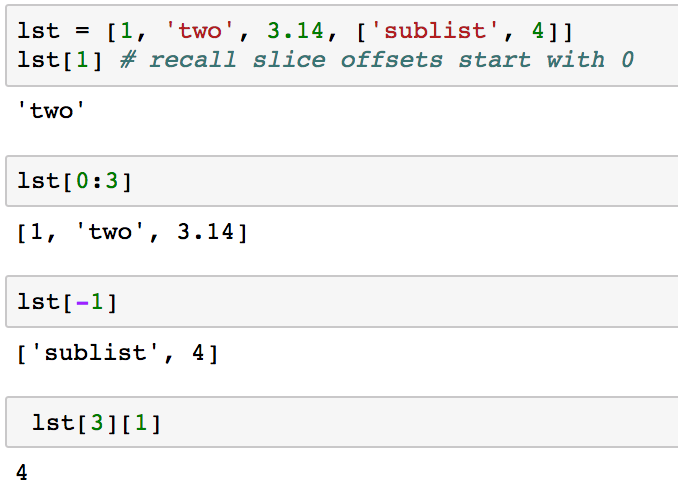 lst = [1, 'two', 3.14, ['sublist', 4]]
lst[1] # recall slice offsets start with 0
'two'
lst[0:3]
[1, 'two', 3.14]
lst[-1]
['sublist', 4]
lst[3][1]
4